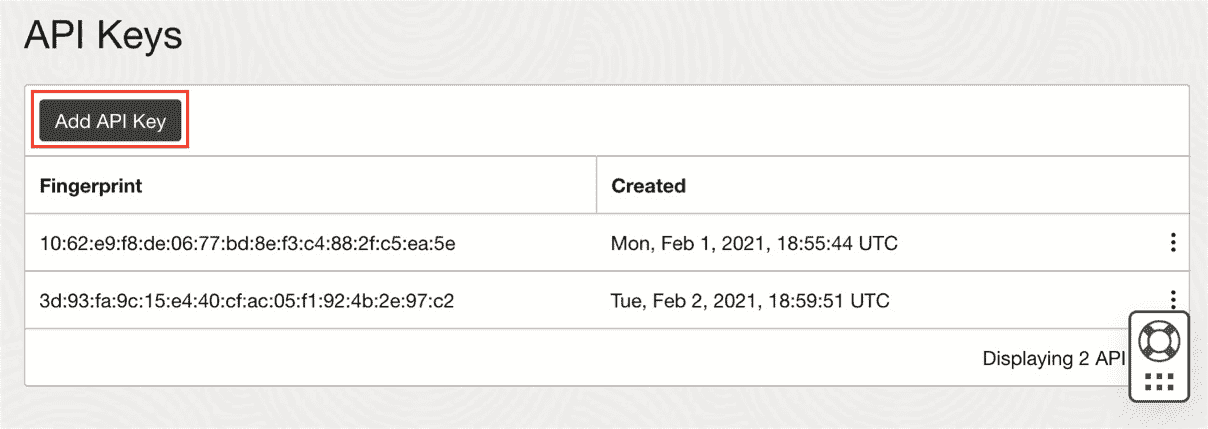 API Keys
Add API Key
Fingerprint Created
10:62:e9:f8:de:06:77:bd:8e:f3:c4:88:2f:c5:ea:5e Mon, Feb 1, 2021, 18:55:44 UTC
3d:93:fa:9c:15:e4:40:cf:ac:05:f1:92:4b:2e:97:c2 Tue, Feb 2, 2021, 18:59:51 UTC
Displaying 2 API